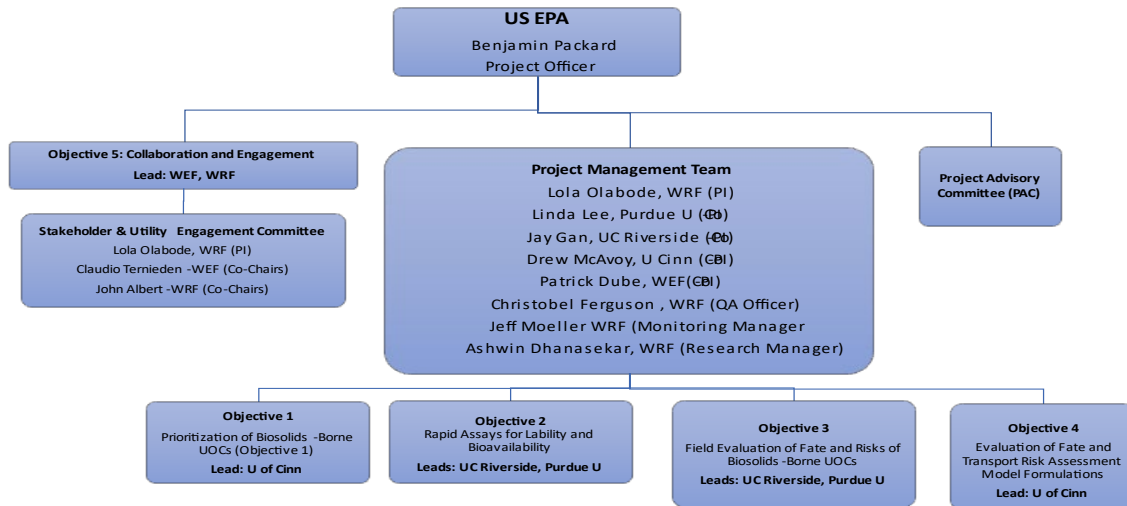 US EPA
Benjamin Packard
Project Officer
Objective 5: Collaboration and Engagement
Lead: WEF, WRF
Stakeholder & Utility Engagement Committee
Lola Olabode, WRF (PI)
Claudio Ternieden -WEF (Co-Chairs)
John Albert -WRF (Co-Chairs)
Project Management Team
Lola Olabode, WRF (PI)
Linda Lee, Purdue U
Jay Gan, UC Riverside
Drew McAvoy, U Cinn
Patrick Dube, WEF
Christobel Ferguson , WRF (QA Officer)
Jeff Moeller WRF (Monitoring Manager
Ashwin Dhanasekar, WRF (Research Manager)
Project Advisory
Committee (PAC)
Objective 1
Prioritization of Biosolids -Borne
UOCs (Objective 1)
Lead: U of Cinn
Objective 2
Rapid Assays for Lability and
Bioavailability
Leads: UC Riverside, Purdue U
Objective 3
Field Evaluation of Fate and Risks of
Biosolids -Borne UOCs
Leads: UC Riverside, Purdue U
Objective 4
Evaluation of Fate and
Transport Risk Assessment
Model Formulations
Lead: U of Cinn